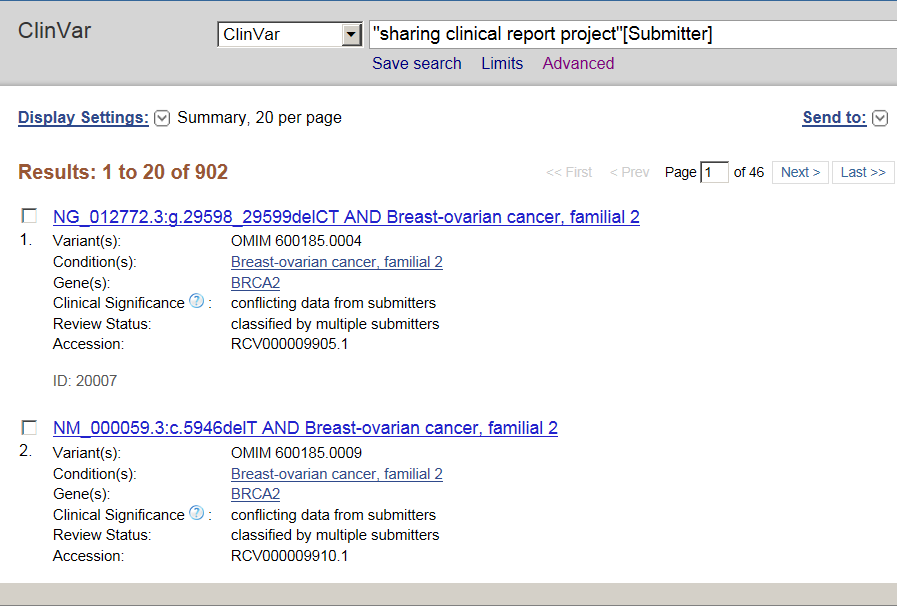 ClinVar
ClinVar
"sharing clinical report project"[Submitter]
Save search Limits Advanced
Display Settings: Summary, 20 per page Send to:
Results: 1 to 20 of 902
<< First < Prev Page 1 of 46 Next > Last >>
NG_012772.3:g.29598_29599delCT AND Breast-ovarian cancer, familial 2
1. Variant(s): OMIM 600185.0004
Condition(s): Breast-ovarian cancer, familial 2
Gene(s): BRCA2
Clinical Significance ? : conflicting data from submitters
Review Status: classified by multiple submitters
Accession: RCV000009905.1
ID: 20007
NM_000059.3:c.5946delT AND Breast-ovarian cancer, familial 2
2. Variant(s): OMIM 600185.0009
Condition(s): Breast-ovarian cancer, familial 2
Gene(s): BRCA2
Clinical Significance ? : conflicting data from submitters
Review Status: classified by multiple submitters
Accession: RCV000009910.1